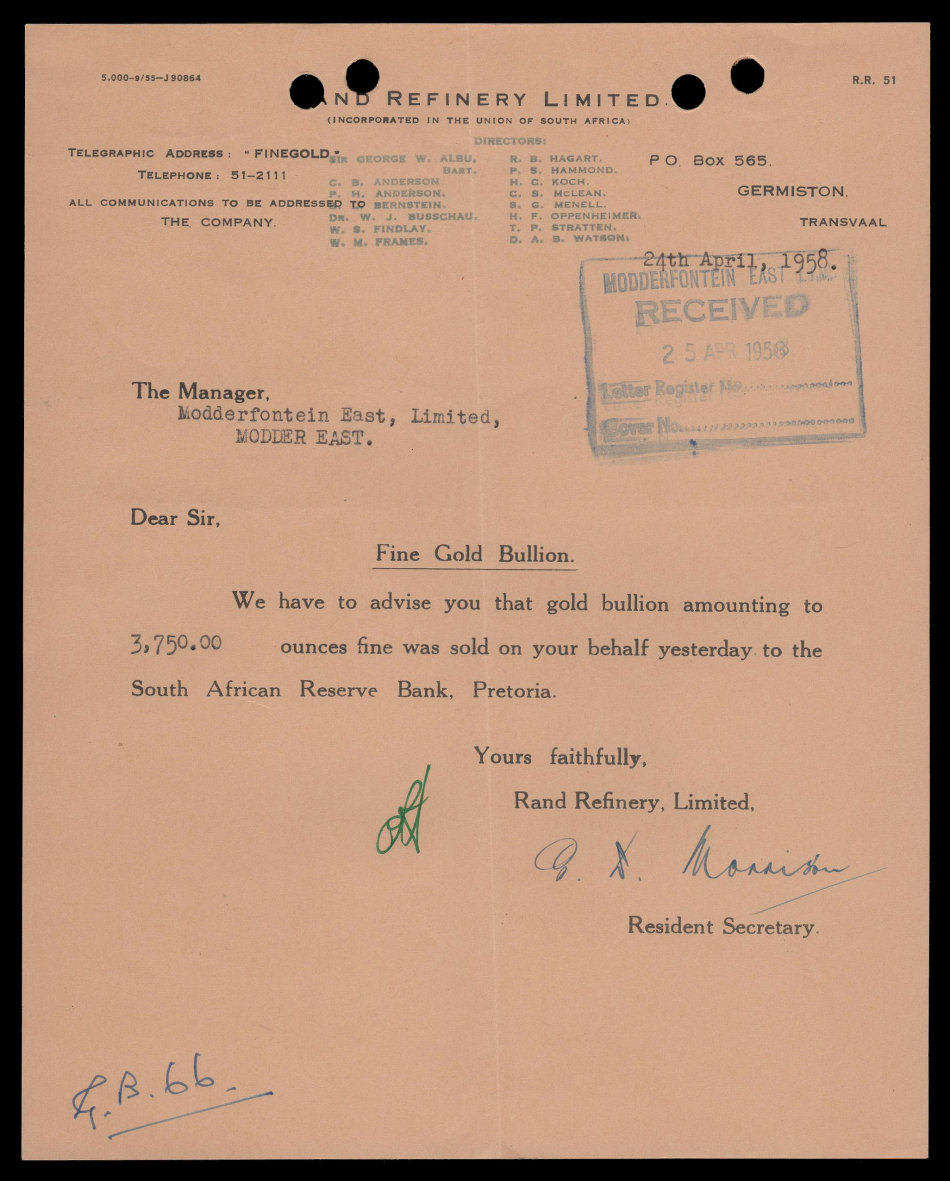 5,000-9/55-J90864
R.R. 51
AND REFINERY LIMITED.
(INCORPORATED IN THE UNION OF SOUTH AFRICA)
DIRECTORS:
TELEGRAPHIC ADDRESS: "FINEGOLD"
TELEPHONE: 51-2111
ALL COMMUNICATIONS TO BE ADDRESSED TO
THE COMPANY.
SIR GEORGE W. ALBU,
BART.
C. B. ANDERSON
P. H. ANDERSON.
BERNSTEIN.
DR. W. J. BUSSCHAU.
W. S. FINDLAY.
W. M. FRAMES.
R. B. HAGART.
P. S. HAMMOND.
H. C. KOCH.
C. S. McLEAN.
S. G. MENELL.
H. F. OPPENHEIMER.
T. P. STRATTEN.
D. A. B. WATSON.
P O. BOX 565.
GERMISTON.
TRANSVAAL
24th April, 1958.
MODDERFONTEIN EAST LTD.
RECEIVED
25 APR 1958
Letter Register No.
Cover No.
The Manager,
Modderfontein East, Limited,
MODDER EAST.
Dear Sir,
Fine Gold Bullion.
We have to advise you that gold bullion amounting to
3,750.00 ounces fine was sold on your behalf yesterday to the
South African Reserve Bank, Pretoria.
Yours faithfully,
Rand Refinery, Limited,
G. D. Morrison
Resident Secretary.
G.B. 66.